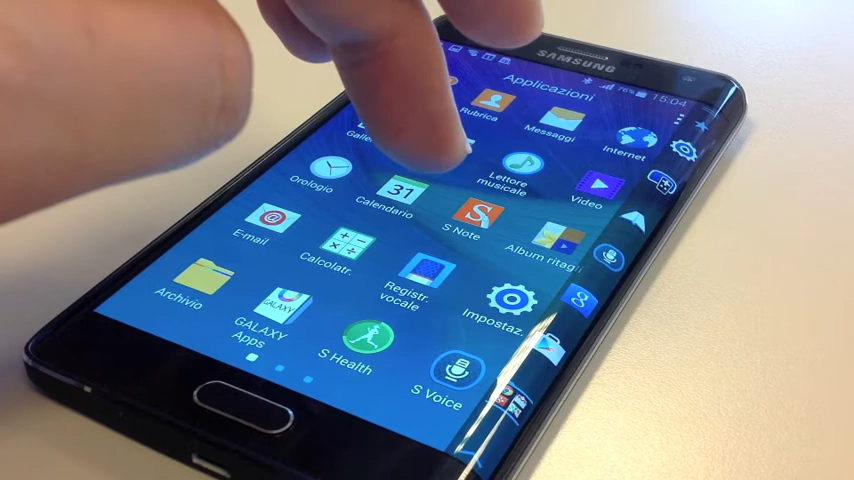 SAMSUNG
76% 15:04
Applicazioni
Rubrica
Messaggi
Internet
Orologio
31
Calendario
Lettore
musicale
Video
@
E-mail
Calcolatr.
S Note
Album ritagli
Archivio
GALAXY
GALAXY
Apps
Registr.
vocale
Impostaz.
S Health
S Voice